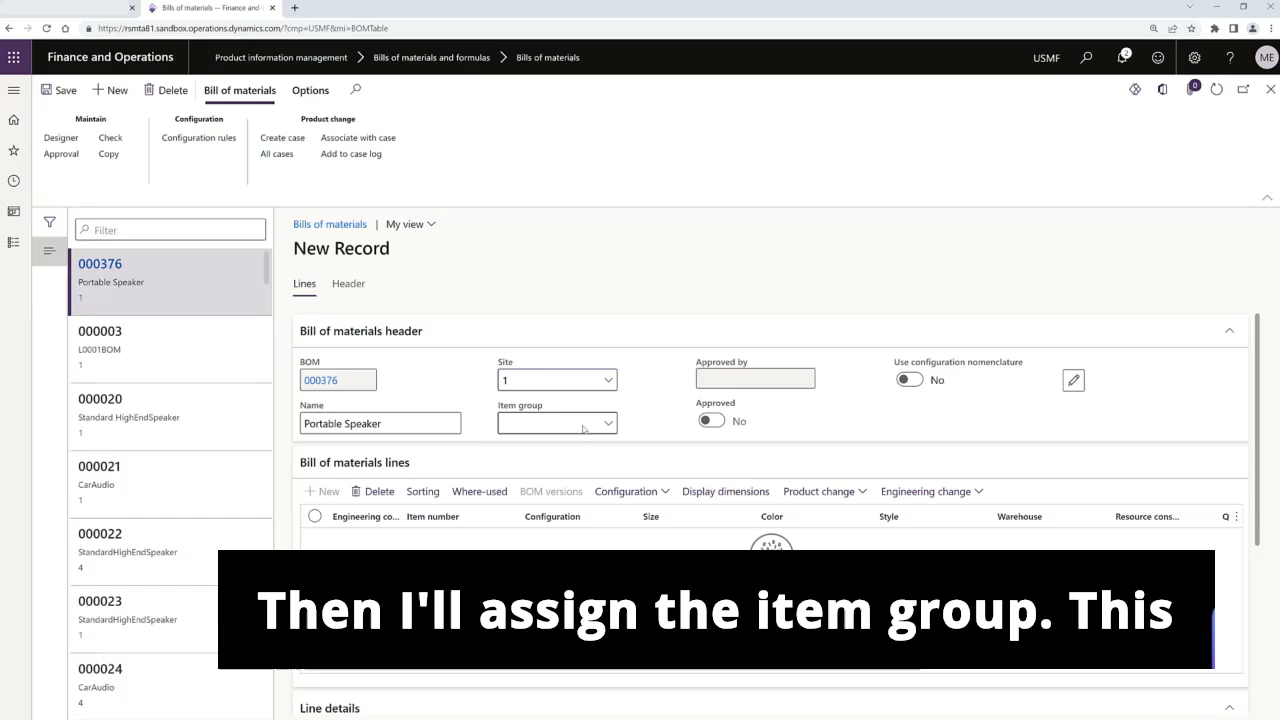 Bills of materials — Finance and O
https://rsmta81.sandbox.operations.dynamics.com/?cmp=USMF&mi=BOMTable
Finance and Operations
Product information management > Bills of materials and formulas > Bills of materials
USMF
2
ME
Save
New
Delete
Bill of materials
Options
0
Maintain
Configuration
Product change
Designer
Check
Configuration rules
Create case
Associate with case
Approval
Copy
All cases
Add to case log
Filter
000376
Portable Speaker
1
000003
L0001BOM
1
000020
Standard HighEndSpeaker
1
000021
CarAudio
1
000022
StandardHighEndSpeaker
4
000023
StandardHighEndSpeaker
1
000024
CarAudio
4
Bills of materials | My view
New Record
Lines
Header
Bill of materials header
BOM
Site
Approved by
Use configuration nomenclature
000376
1
No
Name
Item group
Approved
Portable Speaker
No
Bill of materials lines
+ New
Delete
Sorting
Where-used
BOM versions
Configuration
Display dimensions
Product change
Engineering change
Engineering co...
Item number
Configuration
Size
Color
Style
Warehouse
Resource cons...
Q
Then I'll assign the item group. This
Line details